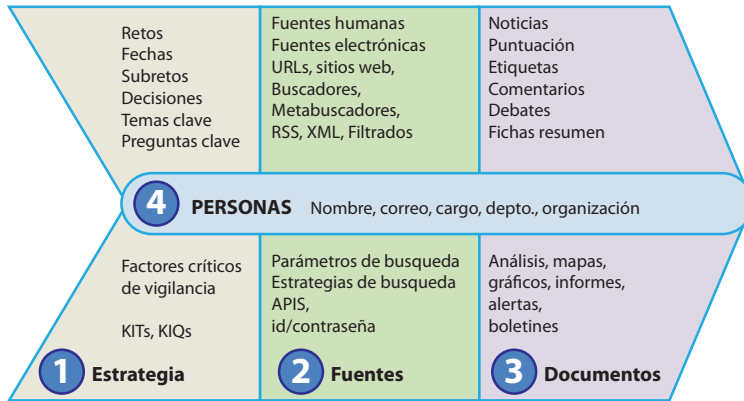 Retos
Fechas
Subretos
Decisiones
Temas clave
Preguntas clave
Fuentes humanas
Fuentes electrónicas
URLs, sitios web,
Buscadores,
Metabuscadores,
RSS, XML, Filtrados
Noticias
Puntuación
Etiquetas
Comentarios
Debates
Fichas resumen
4 PERSONAS Nombre, correo, cargo, depto., organización
Factores críticos
de vigilancia
KITs, KIQs
1 Estrategia
Parámetros de busqueda
Estrategias de busqueda
APIS,
id/contraseña
2 Fuentes
Análisis, mapas,
gráficos, informes,
alertas,
boletines
3 Documentos